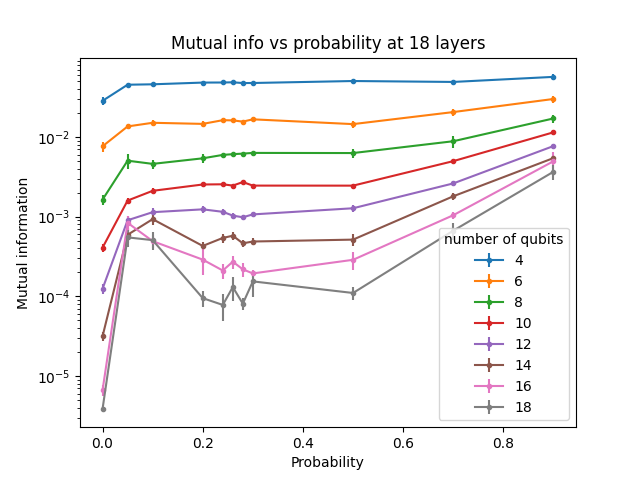 Mutual info vs probability at 18 layers
Mutual information
10⁻²
10⁻³
10⁻⁴
10⁻⁵
number of qubits
4
6
8
10
12
14
16
18
0.0 0.2 0.4 0.6 0.8
Probability